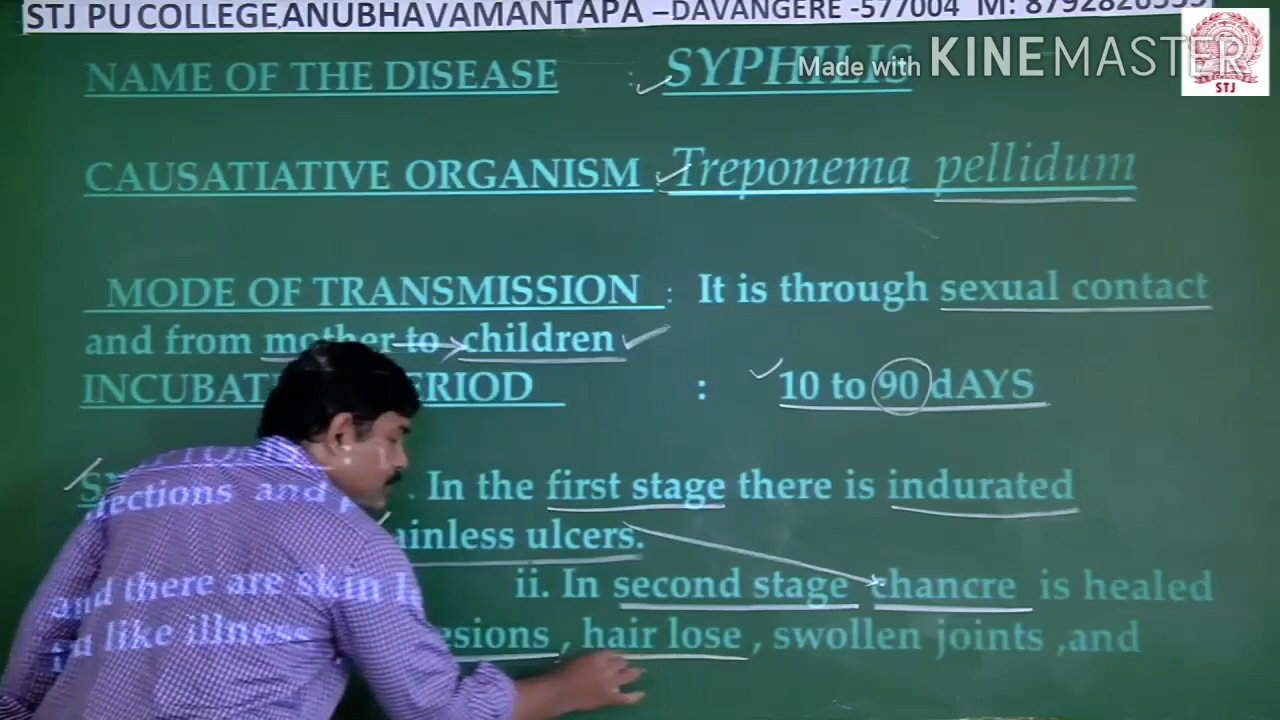 STJ PU COLLEGE,ANUBHAVAMANTAPA –DAVANGERE -577004 M:
Made with KINEMASTER
STJ
NAME OF THE DISEASE : SYPHILIS
CAUSATIATIVE ORGANISM : Treponema pellidum
MODE OF TRANSMISSION : It is through sexual contact
and from mother to children
PERIOD : 10 to 90 dAYS
. In the first stage there is indurated
ainless ulcers.
ii. In second stage chancre is healed
and there are skin
esions , hair lose , swollen joints ,and
like illness